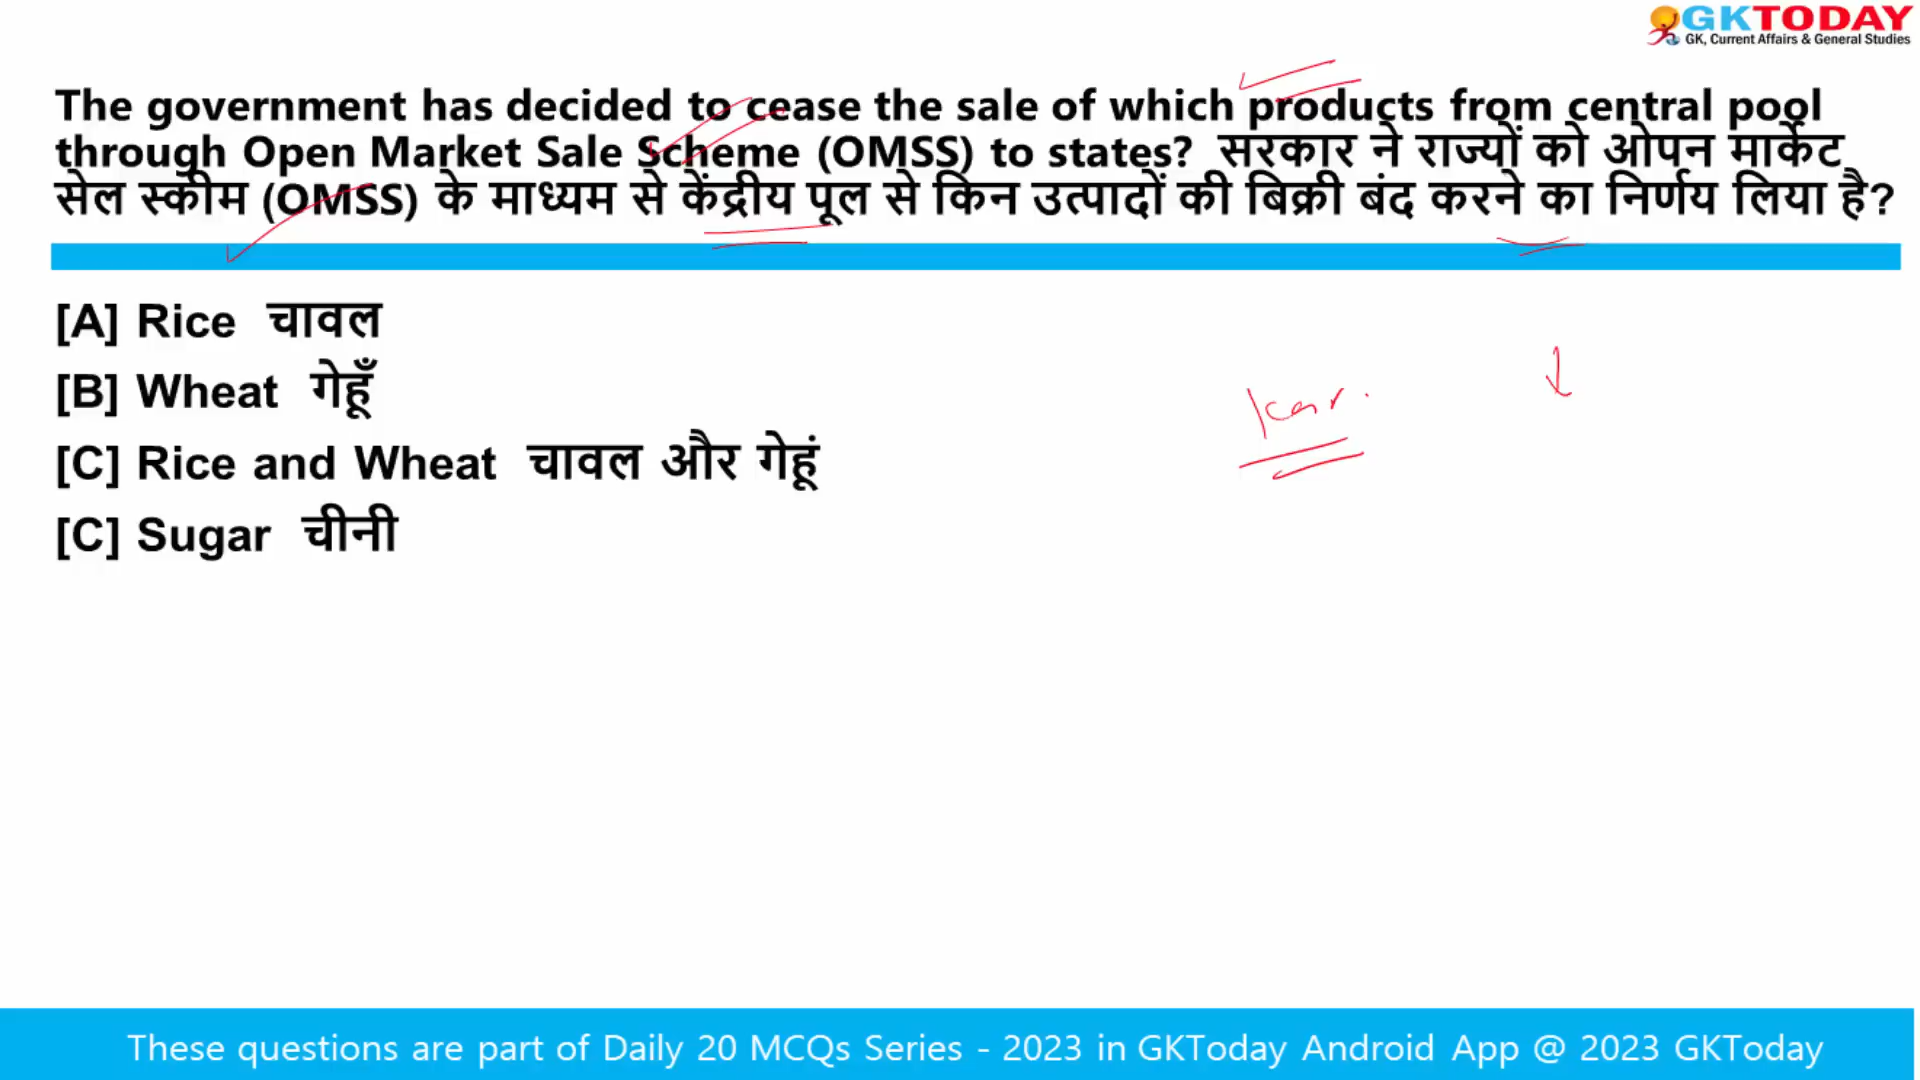 GKTODAY
GK, Current Affairs & General Studies
The government has decided to cease the sale of which products from central pool
through Open Market Sale Scheme (OMSS) to states? सरकार ने राज्यों को ओपन मार्केट
सेल स्कीम (OMSS) के माध्यम से केंद्रीय पूल से किन उत्पादों की बिक्री बंद करने का निर्णय लिया है?
[A] Rice चावल
[B] Wheat गेहूँ
[C] Rice and Wheat चावल और गेहूं
[C] Sugar चीनी
Kar.
These questions are part of Daily 20 MCQs Series - 2023 in GKToday Android App @ 2023 GKToday